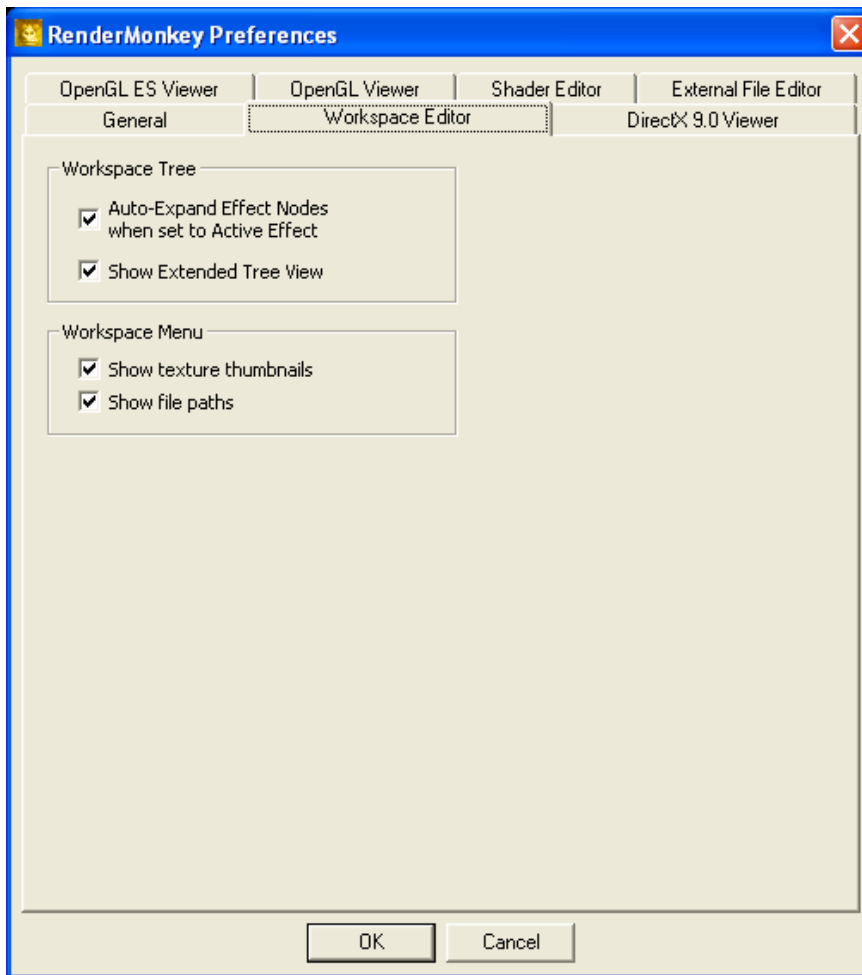 RenderMonkey Preferences
OpenGL ES Viewer OpenGL Viewer Shader Editor External File Editor
General Workspace Editor DirectX 9.0 Viewer
Workspace Tree
Auto-Expand Effect Nodes
when set to Active Effect
Show Extended Tree View
Workspace Menu
Show texture thumbnails
Show file paths
OK Cancel